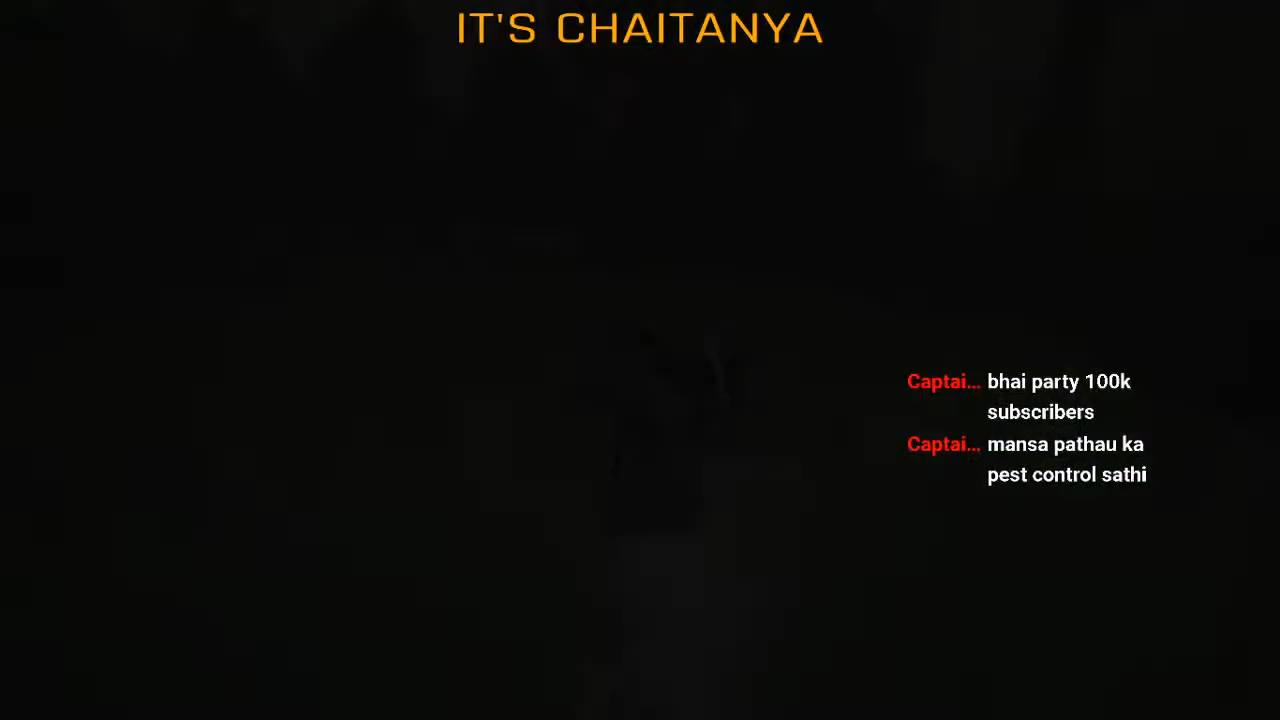 IT'S CHAITANYA
Captai... bhai party 100k
subscribers
Captai... mansa pathau ka
pest control sathi